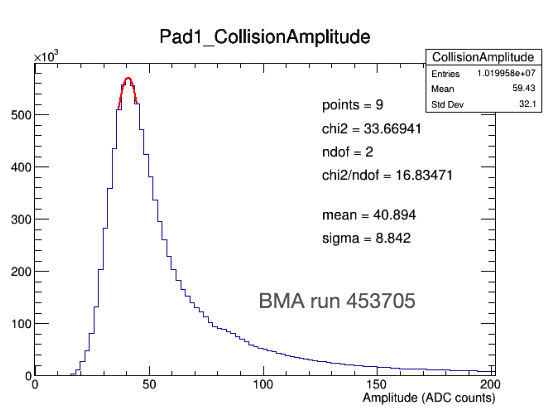 Pad1_CollisionAmplitude
×10³
CollisionAmplitude
Entries 1.019958e+07
Mean 59.43
Std Dev 32.1
points = 9
chi2 = 33.66941
ndof = 2
chi2/ndof = 16.83471
mean = 40.894
sigma = 8.842
BMA run 453705
500
400
300
200
100
0
0 50 100 150 200
Amplitude (ADC counts)